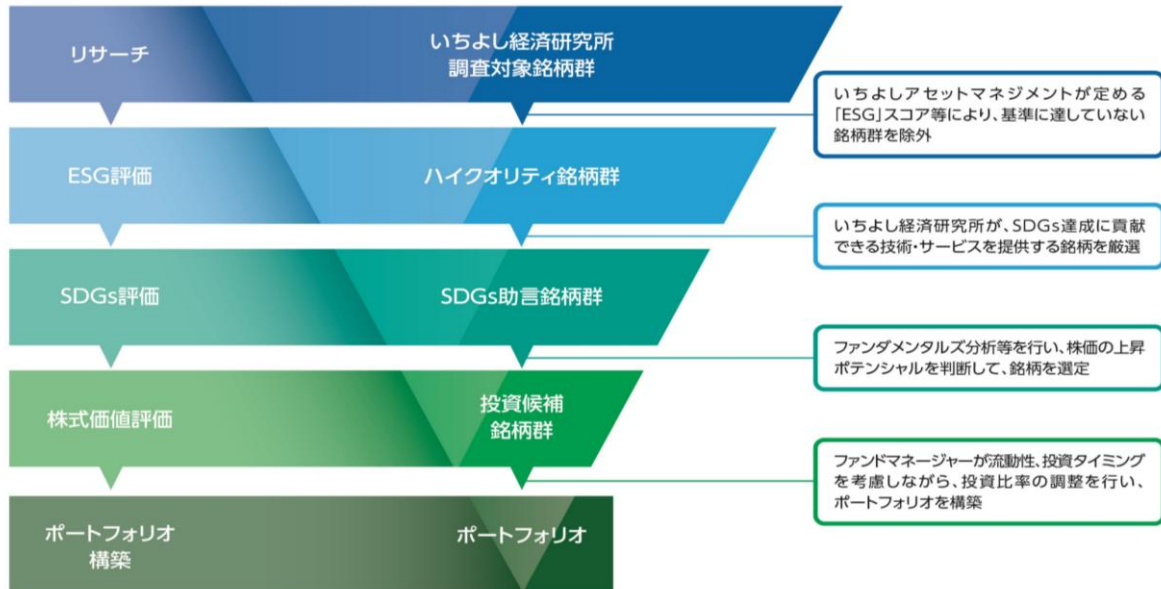 リサーチ
いちよし経済研究所
調査対象銘柄群
いちよしアセットマネジメントが定める
「ESG」スコア等により、基準に達していない
銘柄群を除外
ESG評価
ハイクオリティ銘柄群
いちよし経済研究所が、SDGs達成に貢献
できる技術・サービスを提供する銘柄を厳選
SDGs評価
SDGs助言銘柄群
ファンダメンタルズ分析等を行い、株価の上昇
ポテンシャルを判断して、銘柄を選定
株式価値評価
投資候補
銘柄群
ファンドマネージャーが流動性、投資タイミング
を考慮しながら、投資比率の調整を行い、
ポートフォリオを構築
ポートフォリオ
構築
ポートフォリオ